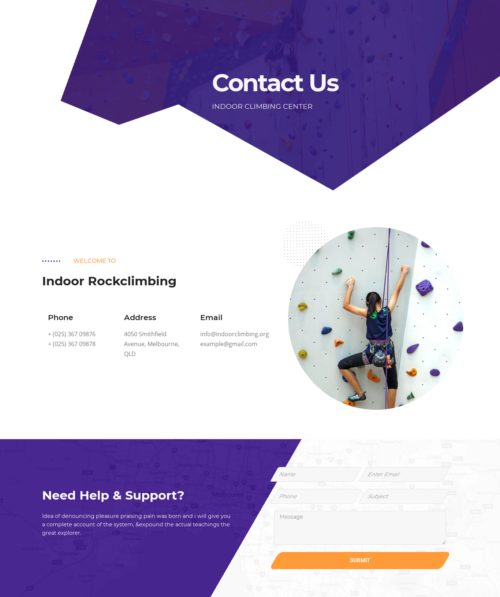 Contact Us
INDOOR CLIMBING CENTER
WELCOME TO
Indoor Rockclimbing
Phone
+ (025) 367 09876
+ (025) 367 09878
Address
4050 Smithfield
Avenue, Melbourne,
QLD
Email
info@indoorclimbing.org
example@gmail.com
Need Help & Support?
Idea of denouncing pleasure praising pain was born and i will give you
a complete account of the system, &expound the actual teachings the
great explorer.
Name
Enter Email
Phone
Subject
Message
SUBMIT